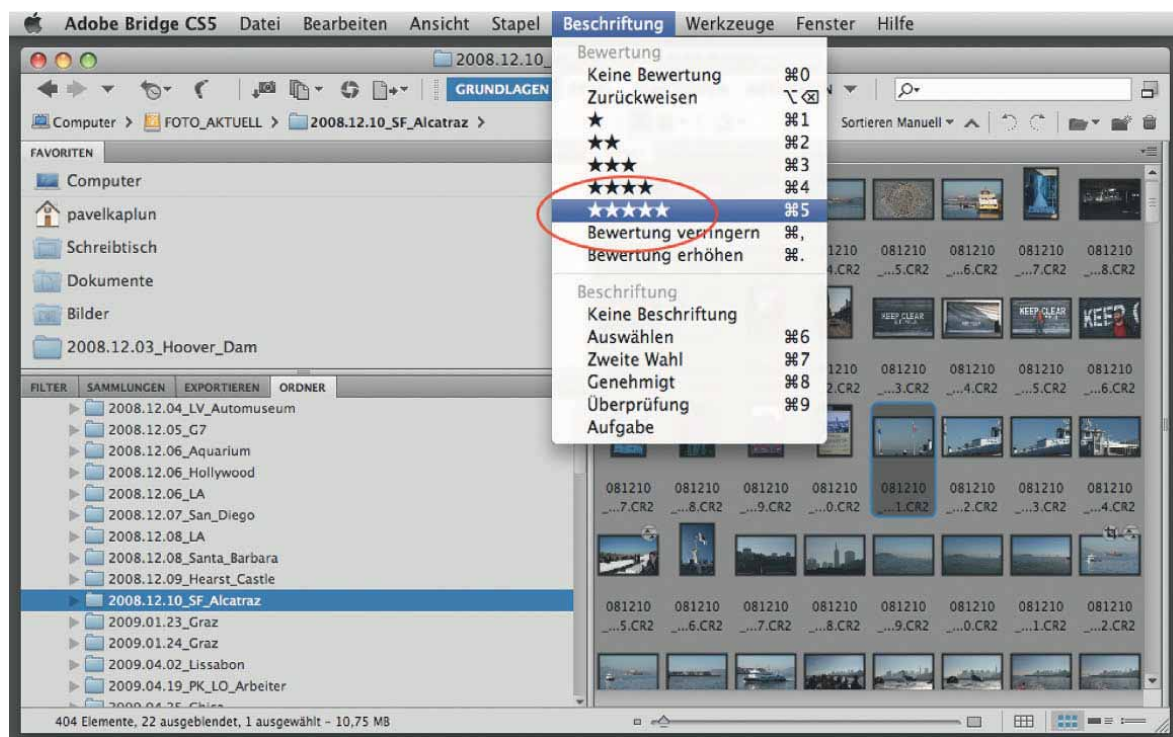 Adobe Bridge CS5 Datei Bearbeiten Ansicht Stapel Beschriftung Werkzeuge Fenster Hilfe
2008.12.10_
GRUNDLAGEN
Computer > FOTO_AKTUELL > 2008.12.10_SF_Alcatraz >
Sortieren Manuell
Bewertung
Keine Bewertung ⌘0
Zurückweisen ⌥⌫
★ ⌘1
★★ ⌘2
★★★ ⌘3
★★★★ ⌘4
★★★★★ ⌘5
Bewertung verringern ⌘,
Bewertung erhöhen ⌘.
Beschriftung
Keine Beschriftung
Auswählen ⌘6
Zweite Wahl ⌘7
Genehmigt ⌘8
Überprüfung ⌘9
Aufgabe
FAVORITEN
Computer
pavelkaplun
Schreibtisch
Dokumente
Bilder
2008.12.03_Hoover_Dam
FILTER SAMMLUNGEN EXPORTIEREN ORDNER
2008.12.04_LV_Automuseum
2008.12.05_G7
2008.12.06_Aquarium
2008.12.06_Hollywood
2008.12.06_LA
2008.12.07_San_Diego
2008.12.08_LA
2008.12.08_Santa_Barbara
2008.12.09_Hearst_Castle
2008.12.10_SF_Alcatraz
2009.01.23_Graz
2009.01.24_Graz
2009.04.02_Lissabon
2009.04.19_PK_LO_Arbeiter
1210 081210 081210 081210 081210
4.CR2 _...5.CR2 _...6.CR2 _...7.CR2 _...8.CR2
KEEP CLEAR KEEP CLEAR KEEP
1210 081210 081210 081210 081210
2.CR2 _...3.CR2 _...4.CR2 _...5.CR2 _...6.CR2
081210 081210 081210 081210 081210 081210 081210 081210
_...7.CR2 _...8.CR2 _...9.CR2 _...0.CR2 _...1.CR2 _...2.CR2 _...3.CR2 _...4.CR2
081210 081210 081210 081210 081210 081210 081210 081210
_...5.CR2 _...6.CR2 _...7.CR2 _...8.CR2 _...9.CR2 _...0.CR2 _...1.CR2 _...2.CR2
404 Elemente, 22 ausgeblendet, 1 ausgewählt – 10,75 MB